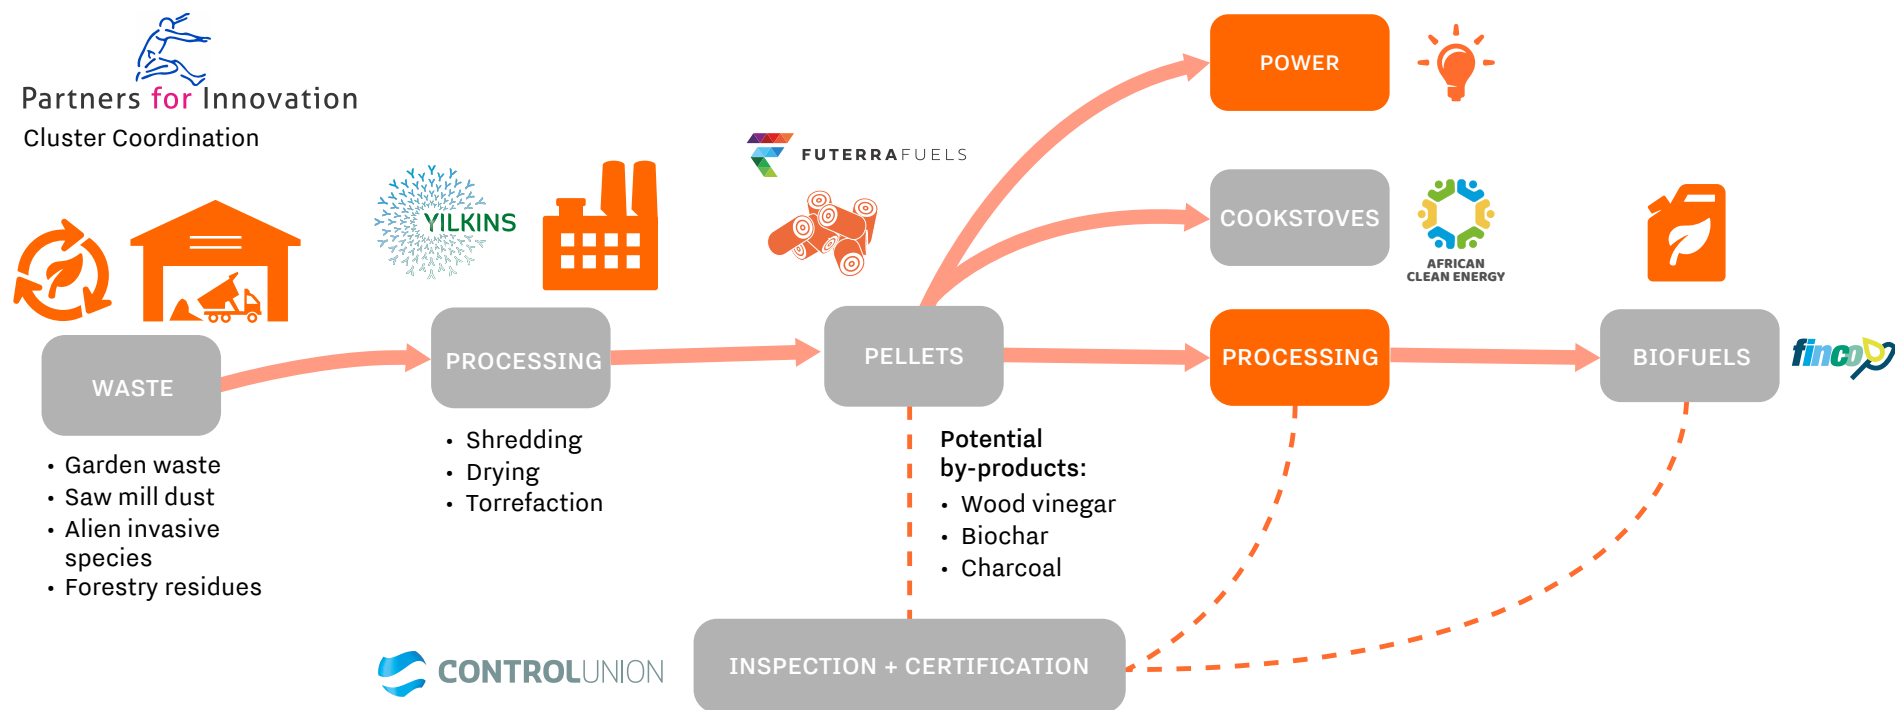 Partners for Innovation
Cluster Coordination
YILKINS
FUTERRAFUELS
POWER
COOKSTOVES
AFRICAN
CLEAN ENERGY
WASTE
PROCESSING
PELLETS
PROCESSING
BIOFUELS
finco
• Garden waste
• Saw mill dust
• Alien invasive
species
• Forestry residues
• Shredding
• Drying
• Torrefaction
Potential
by-products:
• Wood vinegar
• Biochar
• Charcoal
CONTROLUNION
INSPECTION + CERTIFICATION